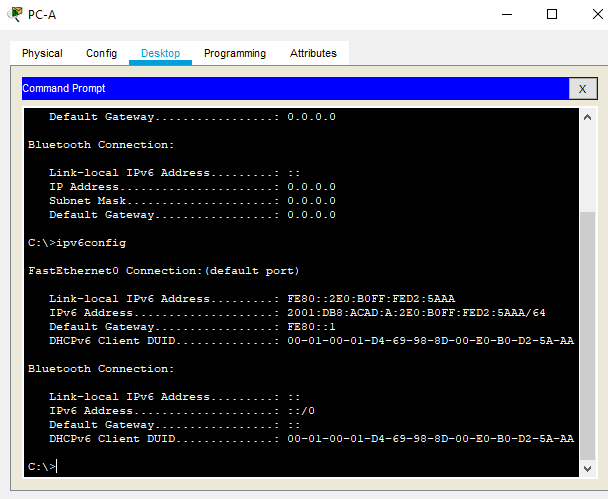 PC-A
Physical Config Desktop Programming Attributes
Command Prompt X
Default Gateway.................: 0.0.0.0
Bluetooth Connection:
Link-local IPv6 Address.........: ::
IP Address......................: 0.0.0.0
Subnet Mask.....................: 0.0.0.0
Default Gateway.................: 0.0.0.0
C:\>ipv6config
FastEthernet0 Connection:(default port)
Link-local IPv6 Address.........: FE80::2E0:B0FF:FED2:5AAA
IPv6 Address....................: 2001:DB8:ACAD:A:2E0:B0FF:FED2:5AAA/64
Default Gateway.................: FE80::1
DHCPv6 Client DUID..............: 00-01-00-01-D4-69-98-8D-00-E0-B0-D2-5A-AA
Bluetooth Connection:
Link-local IPv6 Address.........: ::
IPv6 Address....................: ::/0
Default Gateway.................: ::
DHCPv6 Client DUID..............: 00-01-00-01-D4-69-98-8D-00-E0-B0-D2-5A-AA
C:\>